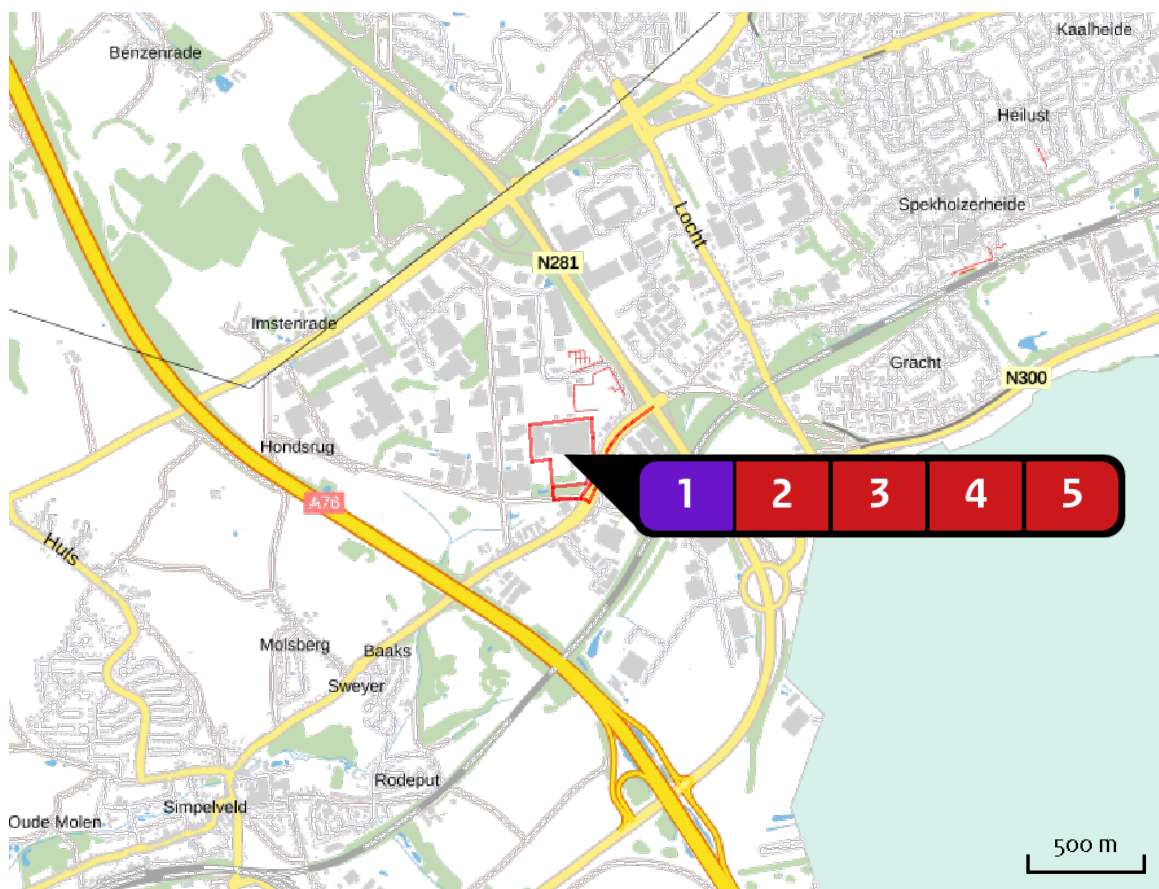 Kaalheide
Benzenrade
Heilust
Spekholzerheide
Locht
N281
Imstenrade
Gracht
N300
Hondsrug
1 2 3 4 5
A76
Huls
Molsberg
Baaks
Sweyer
Rodeput
Simpelveld
Oude Molen
500 m